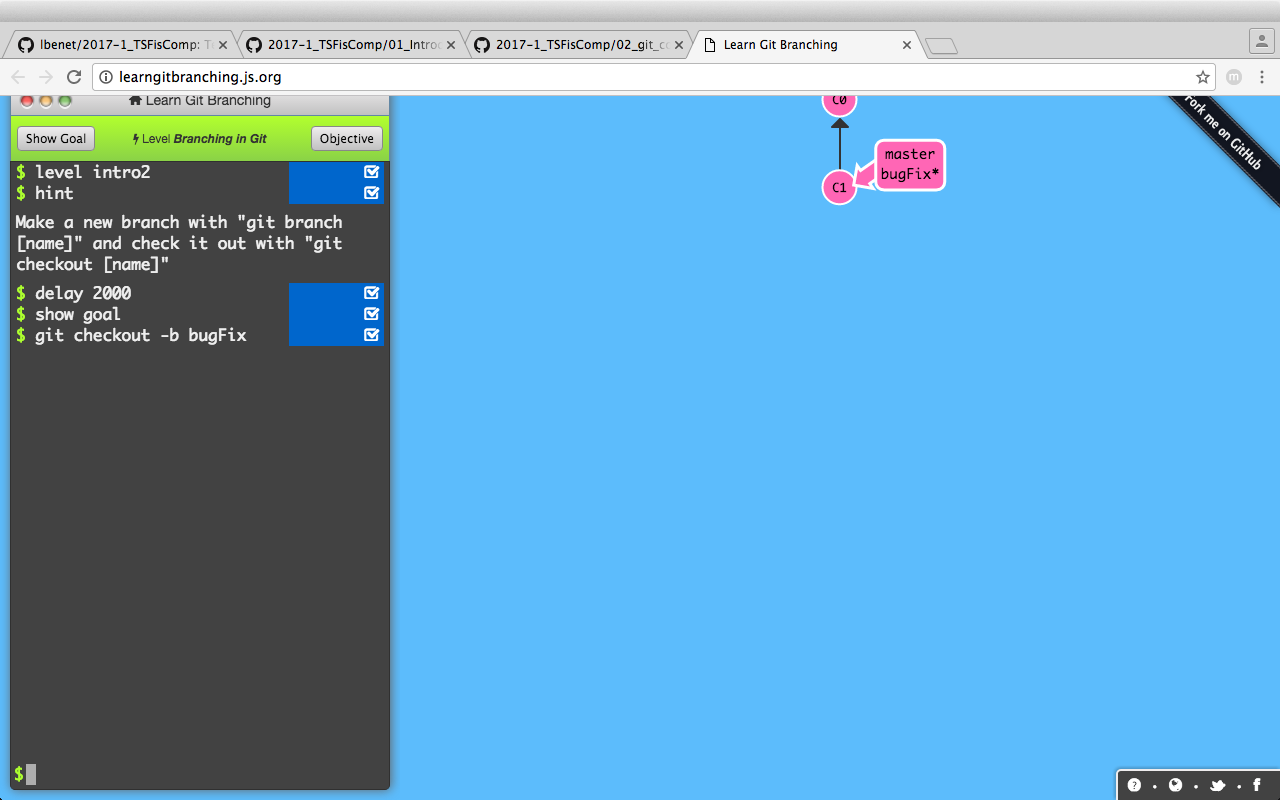 lbenet/2017-1_TSFisComp: T
2017-1_TSFisComp/01_Introd
2017-1_TSFisComp/02_git_co
Learn Git Branching
learngitbranching.js.org
Learn Git Branching
Show Goal
Level Branching in Git
Objective
$ level intro2
$ hint
Make a new branch with "git branch
[name]" and check it out with "git
checkout [name]"
$ delay 2000
$ show goal
$ git checkout -b bugFix
$
C0
master
bugFix*
C1
Fork me on GitHub
m
?
f